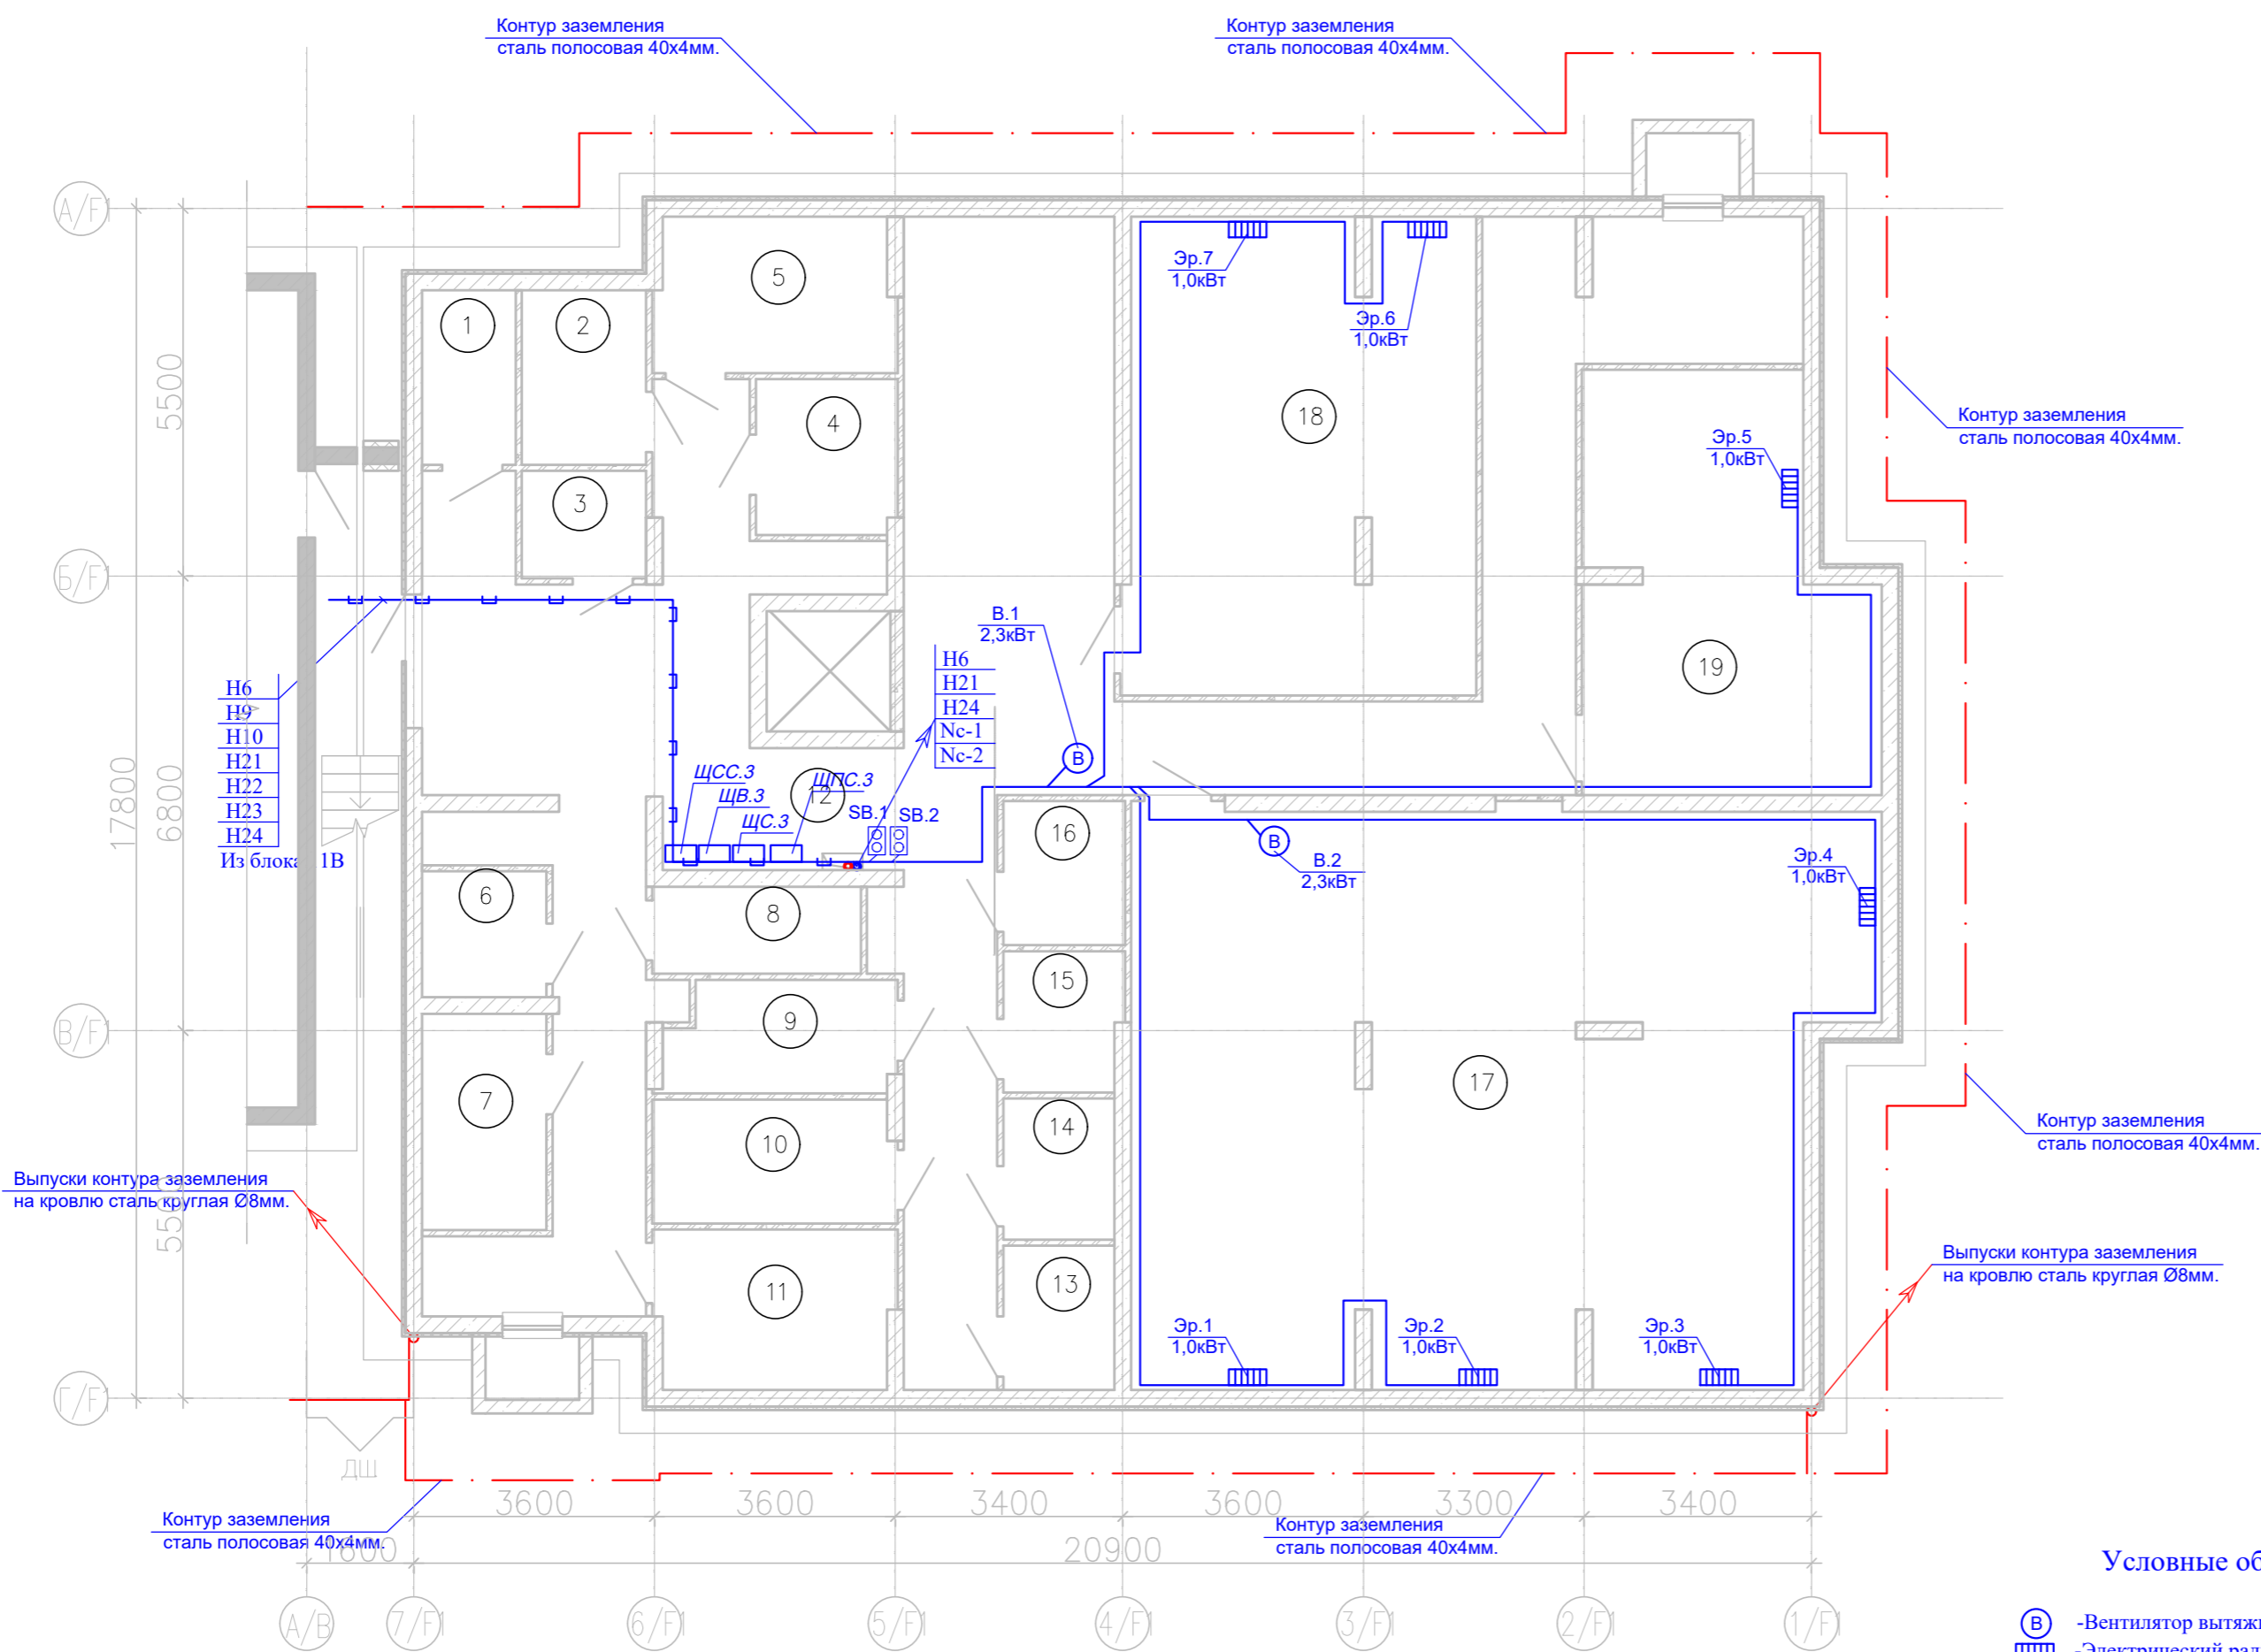 Контур заземления
сталь полосовая 40х4мм.
Контур заземления
сталь полосовая 40х4мм.
А/F1
5
Эр.7
1,0кВт
Эр.6
1,0кВт
1
2
4
18
5500
Контур заземления
сталь полосовая 40х4мм.
Эр.5
1,0кВт
3
Б/F1
В.1
2,3кВт
Н6
Н21
Н24
Nc-1
Nc-2
19
Н6
Н9
Н10
Н21
Н22
Н23
Н24
Из блока 1В
В
17800
6800
ЩСС.3
ЩПС.3
ЩВ.3
12
ЩС.3
SB.1
SB.2
16
В
В.2
2,3кВт
Эр.4
1,0кВт
6
8
15
9
В/F1
17
7
14
10
Контур заземления
сталь полосовая 40х4мм.
Выпуски контура заземления
на кровлю сталь круглая Ø8мм.
5500
Выпуски контура заземления
на кровлю сталь круглая Ø8мм.
11
13
Эр.1
1,0кВт
Эр.2
1,0кВт
Эр.3
1,0кВт
Г/F1
ДШ
3600
3600
3400
3600
3300
3400
Контур заземления
сталь полосовая 40х4мм.
Контур заземления
сталь полосовая 40х4мм.
1600
20900
Условные об
А/В
7/F1
6/F1
5/F1
4/F1
3/F1
2/F1
1/F1
В
-Вентилятор вытяж
-Электрический рад